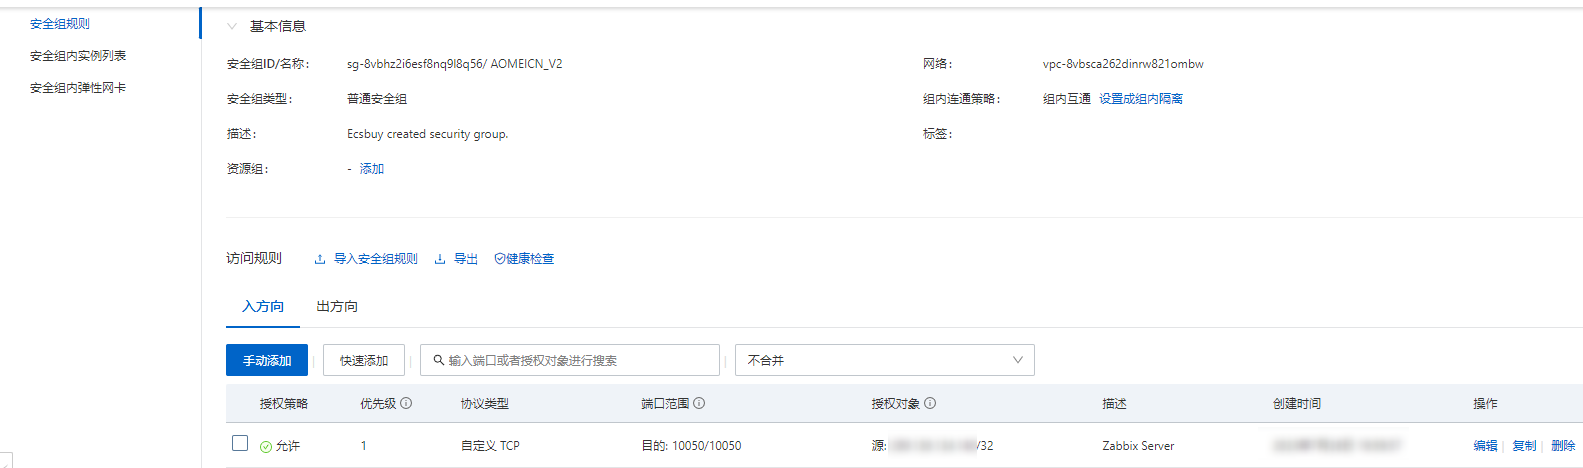 安全组规则
安全组内实例列表
安全组内弹性网卡
基本信息
安全组ID/名称: sg-8vbhz2i6esf8nq9l8q56/ AOMEICN_V2 网络: vpc-8vbsca262dinrw821ombw
安全组类型: 普通安全组 组内连通策略: 组内互通 设置成组内隔离
描述: Ecsbuy created security group. 标签:
资源组: - 添加
访问规则 导入安全组规则 导出 健康检查
入方向 出方向
手动添加 快速添加 输入端口或者授权对象进行搜索 不合并
授权策略 优先级 协议类型 端口范围 授权对象 描述 创建时间 操作
允许 1 自定义 TCP 目的: 10050/10050 源: /32 Zabbix Server 编辑 | 复制 | 删除